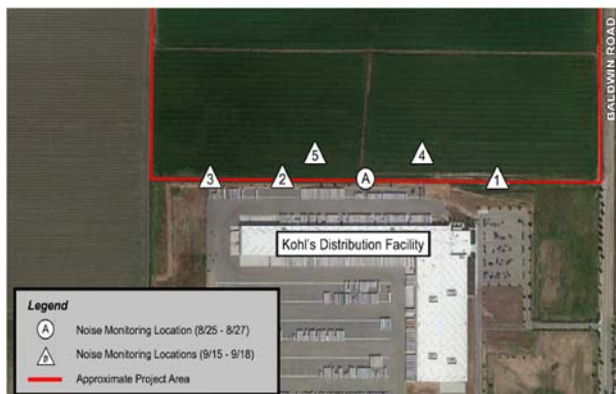 BALDWIN ROAD
5
4
3
2
A
1
Kohl's Distribution Facility
Legend
A
Noise Monitoring Location (8/25 - 8/27)
#
Noise Monitoring Locations (9/15 - 9/18)
Approximate Project Area